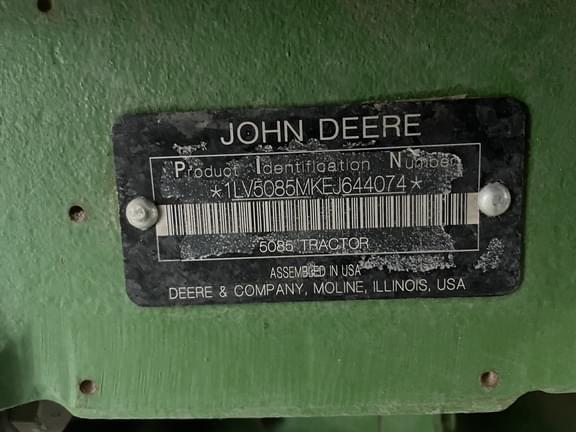 JOHN DEERE
Product Identification Number
*1LV5085MKEJ644074*
5085 TRACTOR
ASSEMBLED IN USA
DEERE & COMPANY, MOLINE, ILLINOIS, USA